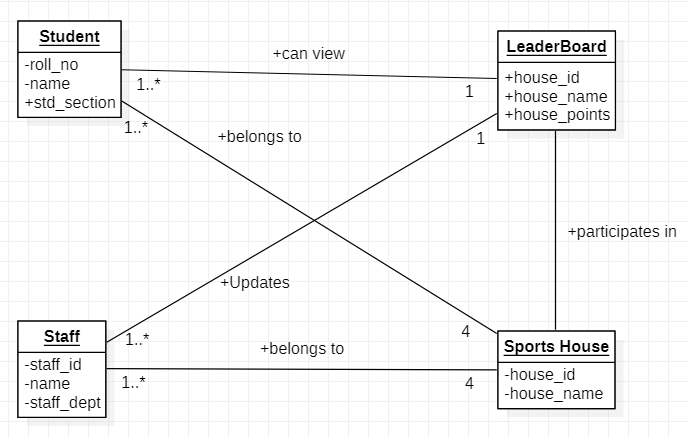 Student
-roll_no
-name
+std_section
+can view
1..*
1
LeaderBoard
+house_id
+house_name
+house_points
1..*
+belongs to
1
+participates in
+Updates
Staff
-staff_id
-name
-staff_dept
1..*
+belongs to
1..*
4
4
Sports House
-house_id
-house_name